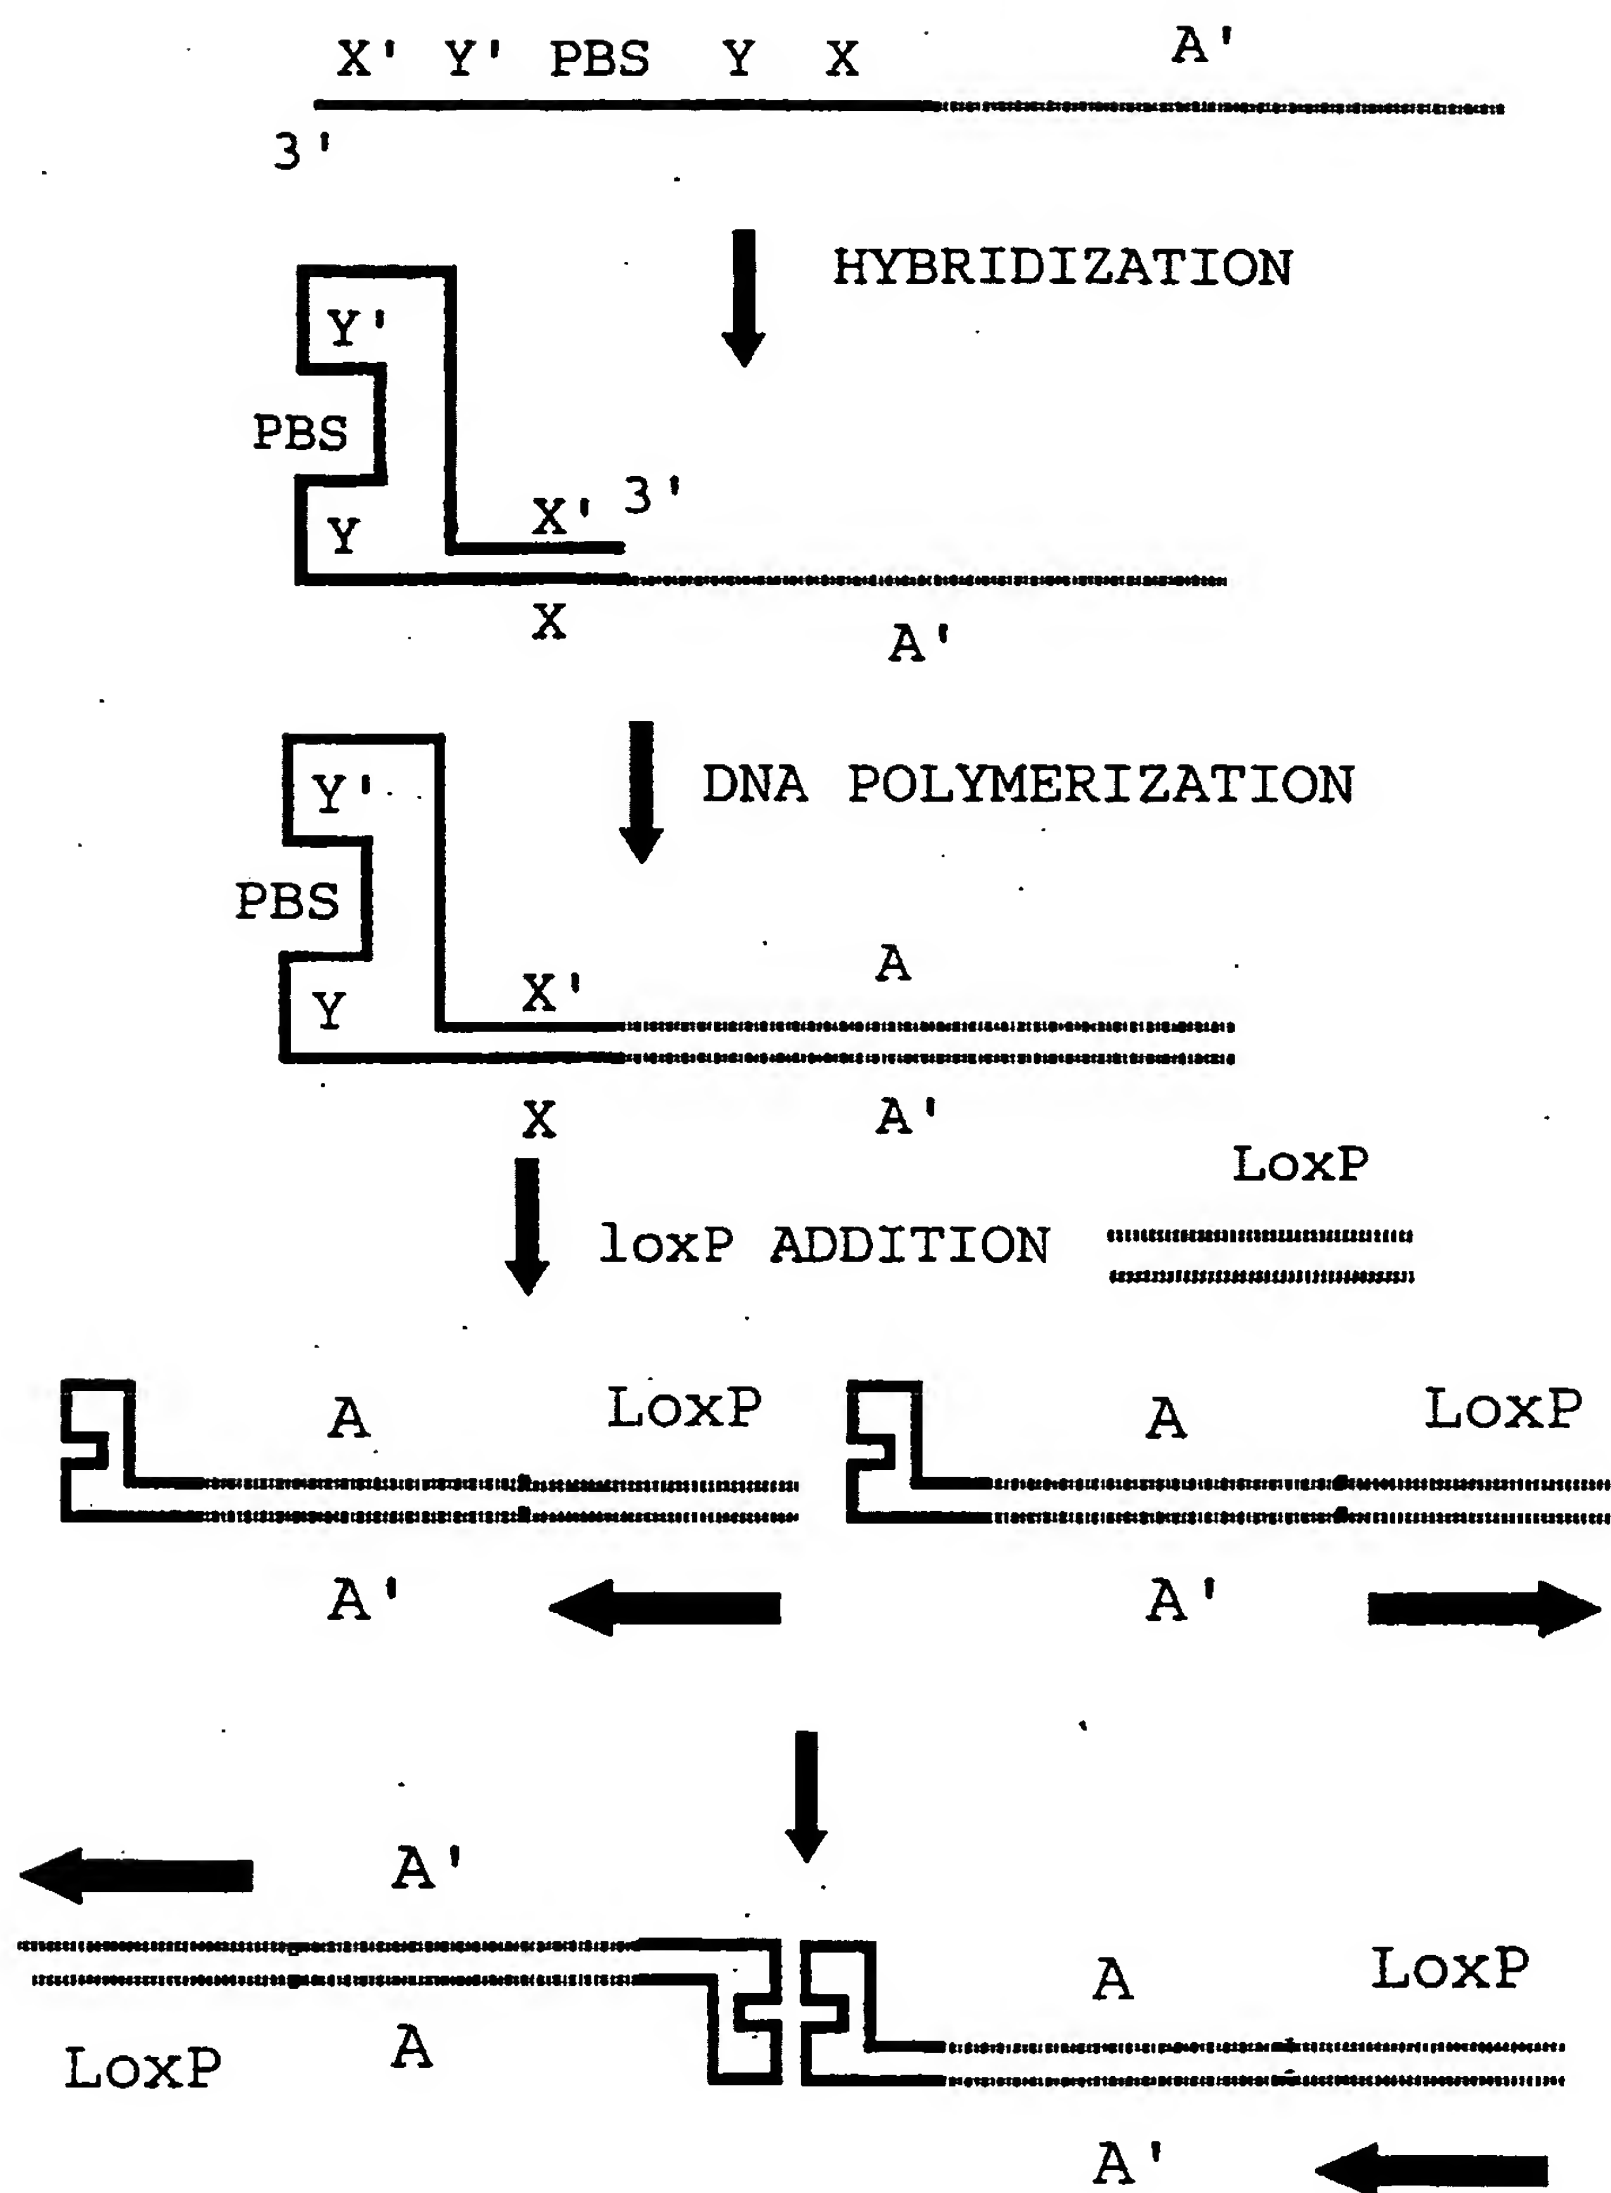 X' Y' PBS Y X A'
3'
HYBRIDIZATION
Y'
PBS
Y
X' 3'
X
A'
DNA POLYMERIZATION
Y'
PBS
Y
X'
A
X
A'
LoxP
loxP ADDITION
A LoxP A LoxP
A' A'
A'
A LoxP
LoxP A
A'